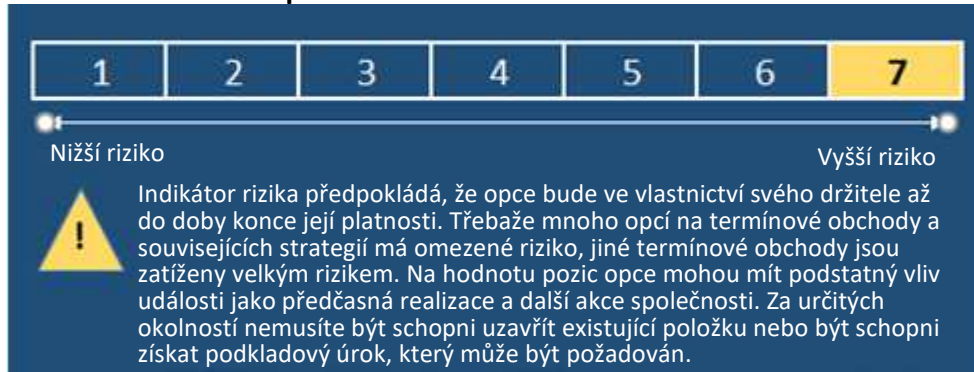 1 2 3 4 5 6 7
Nižší riziko Vyšší riziko
Indikátor rizika předpokládá, že opce bude ve vlastnictví svého držitele až
do doby konce její platnosti. Třebaže mnoho opcí na termínové obchody a
souvisejících strategií má omezené riziko, jiné termínové obchody jsou
zatíženy velkým rizikem. Na hodnotu pozic opce mohou mít podstatný vliv
události jako předčasná realizace a další akce společnosti. Za určitých
okolností nemusíte být schopni uzavřít existující položku nebo být schopni
získat podkladový úrok, který může být požadován.